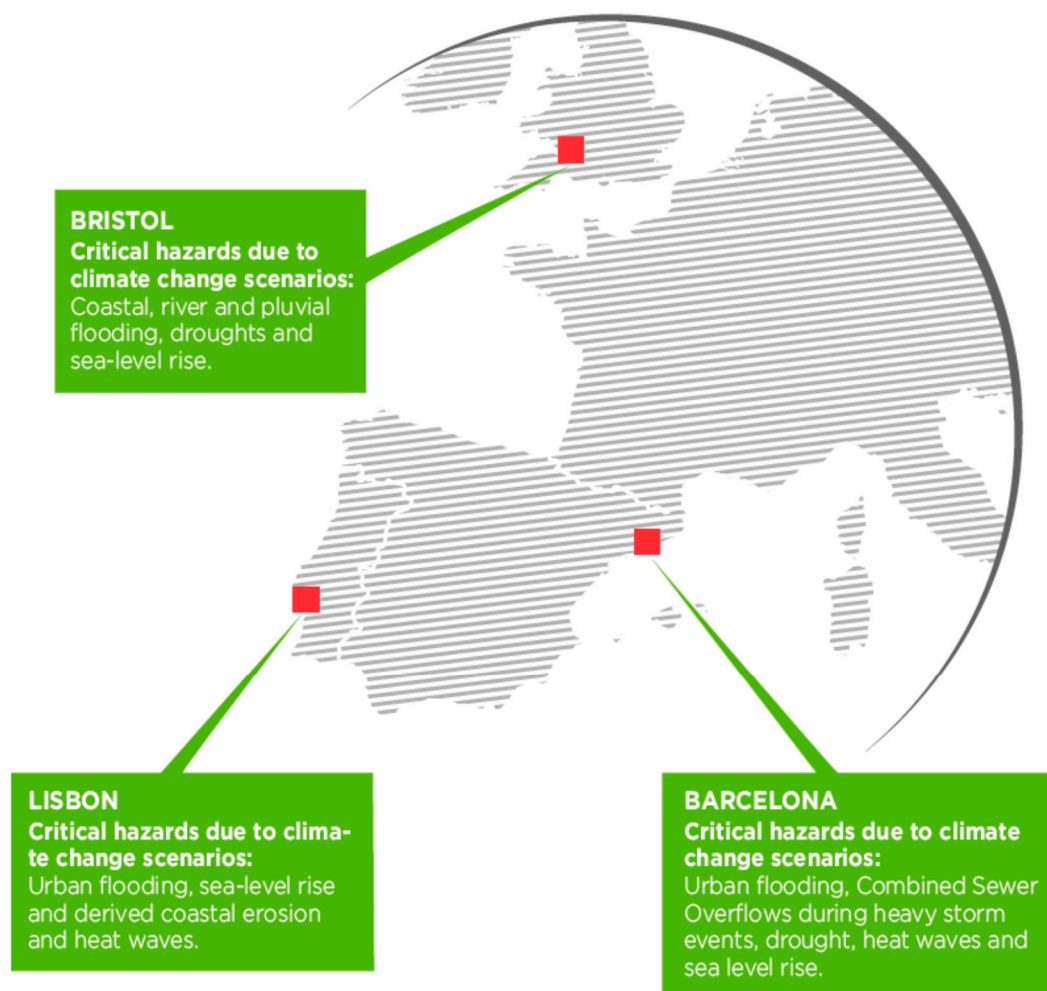 BRISTOL
Critical hazards due to
climate change scenarios:
Coastal, river and pluvial
flooding, droughts and
sea-level rise.
LISBON
Critical hazards due to clima-
te change scenarios:
Urban flooding, sea-level rise
and derived coastal erosion
and heat waves.
BARCELONA
Critical hazards due to climate
change scenarios:
Urban flooding, Combined Sewer
Overflows during heavy storm
events, drought, heat waves and
sea level rise.